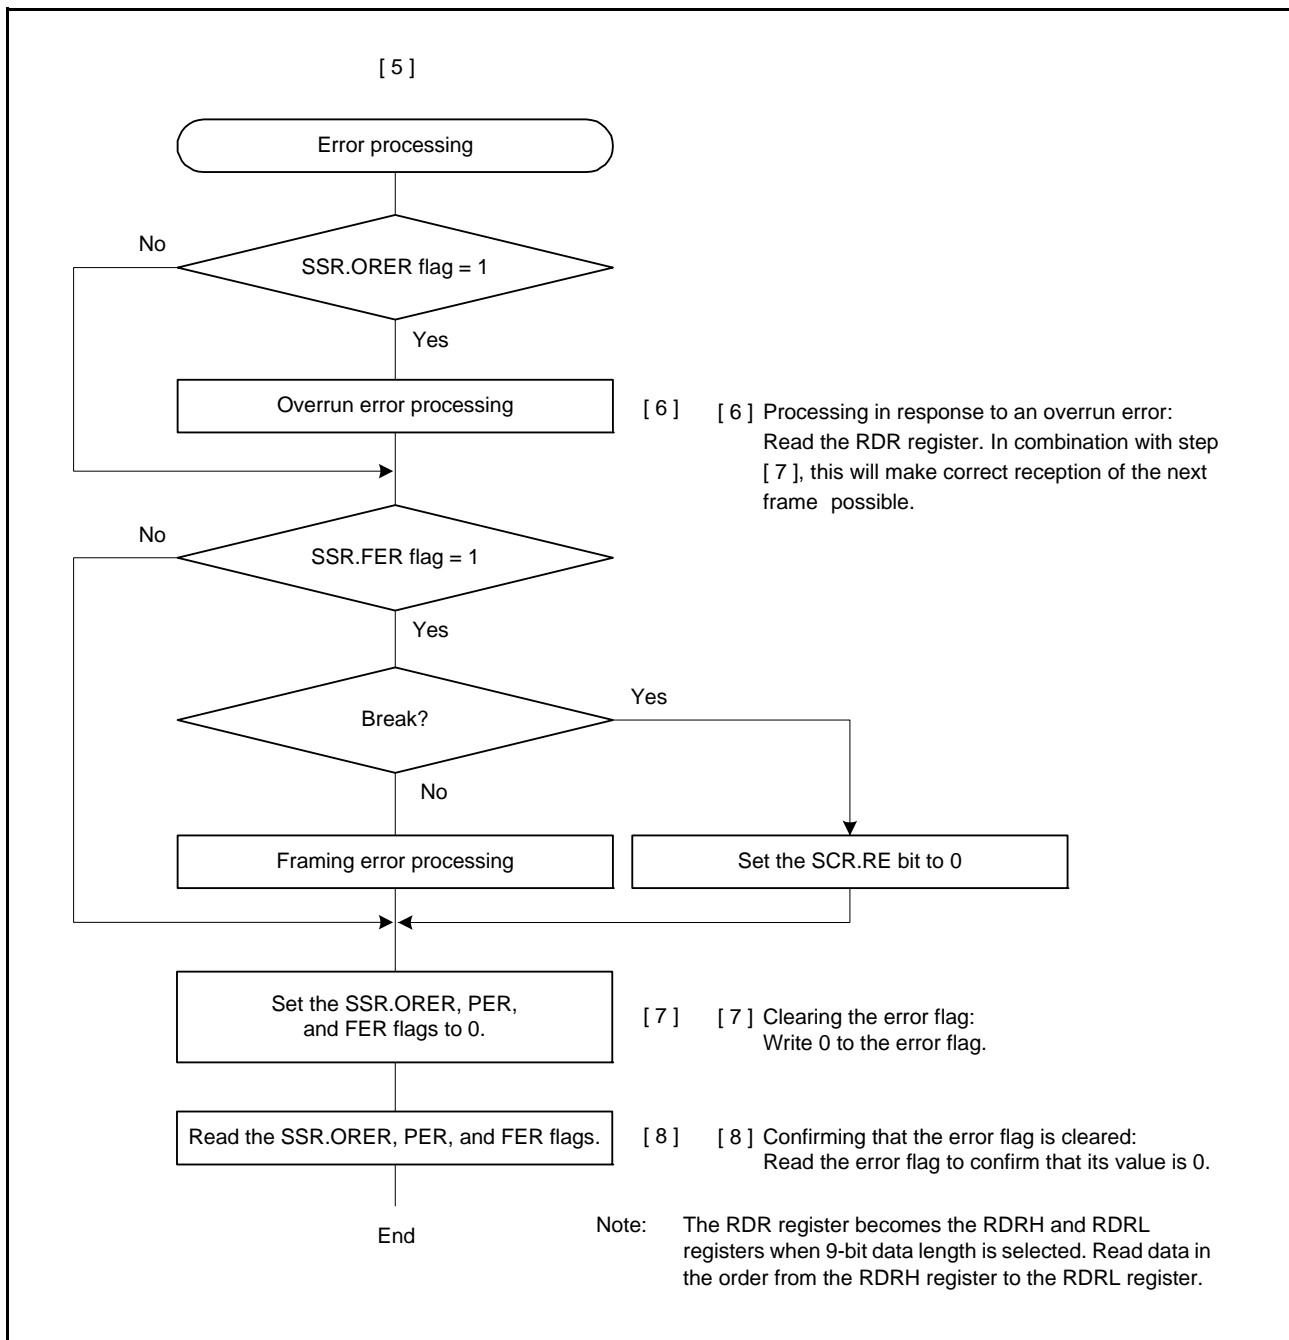 [ 5 ]
Error processing
No
SSR.ORER flag = 1
Yes
Overrun error processing
[ 6 ]
[ 6 ] Processing in response to an overrun error:
Read the RDR register. In combination with step
[ 7 ], this will make correct reception of the next
frame possible.
No
SSR.FER flag = 1
Yes
Break?
Yes
No
Framing error processing
Set the SCR.RE bit to 0
Set the SSR.ORER, PER,
and FER flags to 0.
[ 7 ]
[ 7 ] Clearing the error flag:
Write 0 to the error flag.
Read the SSR.ORER, PER, and FER flags.
[ 8 ]
[ 8 ] Confirming that the error flag is cleared:
Read the error flag to confirm that its value is 0.
End
Note: The RDR register becomes the RDRH and RDRL
registers when 9-bit data length is selected. Read data in
the order from the RDRH register to the RDRL register.